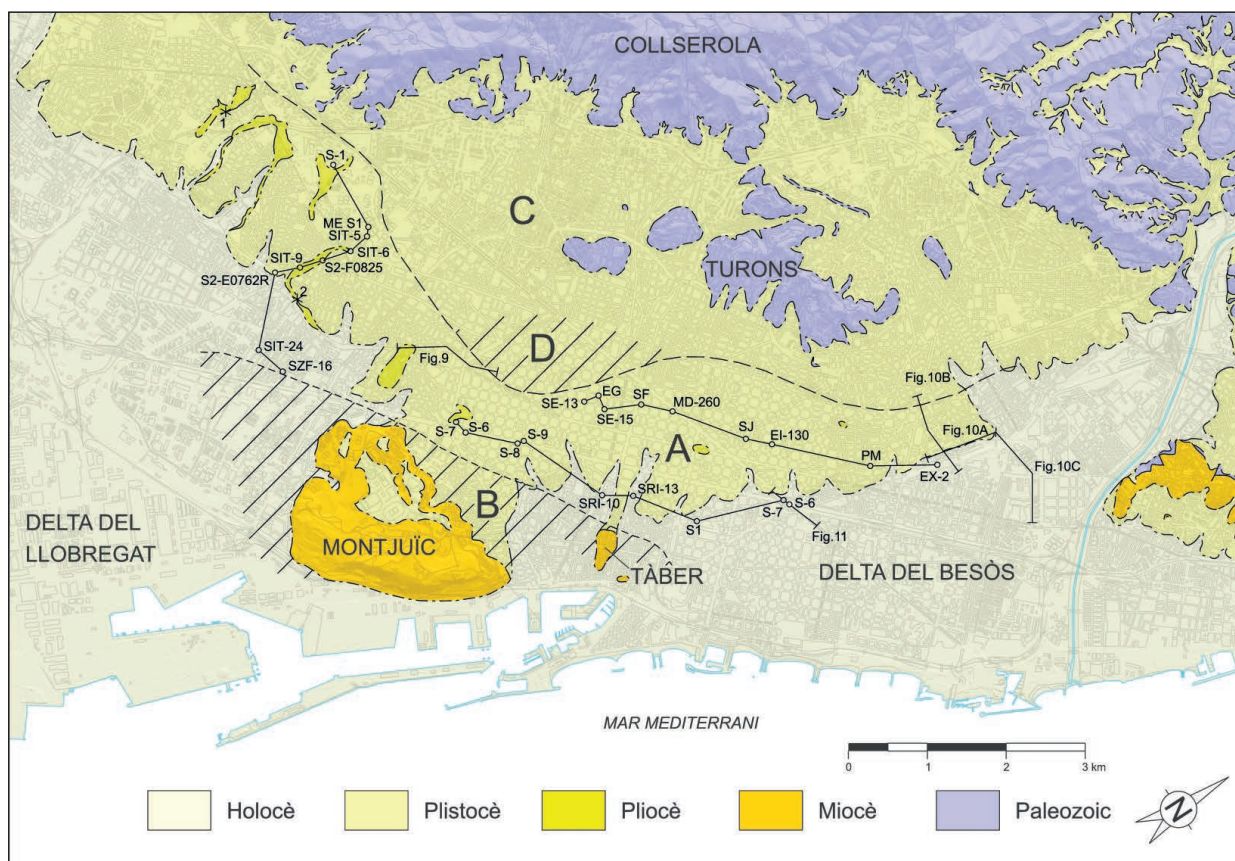 COLLSEROLA
1
S-1
C
ME S1
SIT-5
SIT-6
SIT-9
S2-F0825
S2-E0762R
2
TURONS
SIT-24
SZF-16
Fig.9
D
EG
SE-13
SE-15
SF
MD-260
SJ
EI-130
PM
EX-2
Fig.10B
Fig.10A
Fig.10C
S-7
S-6
S-9
S-8
A
SRI-10
SRI-13
S1
S-7
S-6
Fig.11
B
DELTA DEL
LLOBREGAT
MONTJUÏC
TÀBER
DELTA DEL BESÒS
MAR MEDITERRANI
0 1 2 3 km
Holocè
Plistocè
Pliocè
Miocè
Paleozoic
N